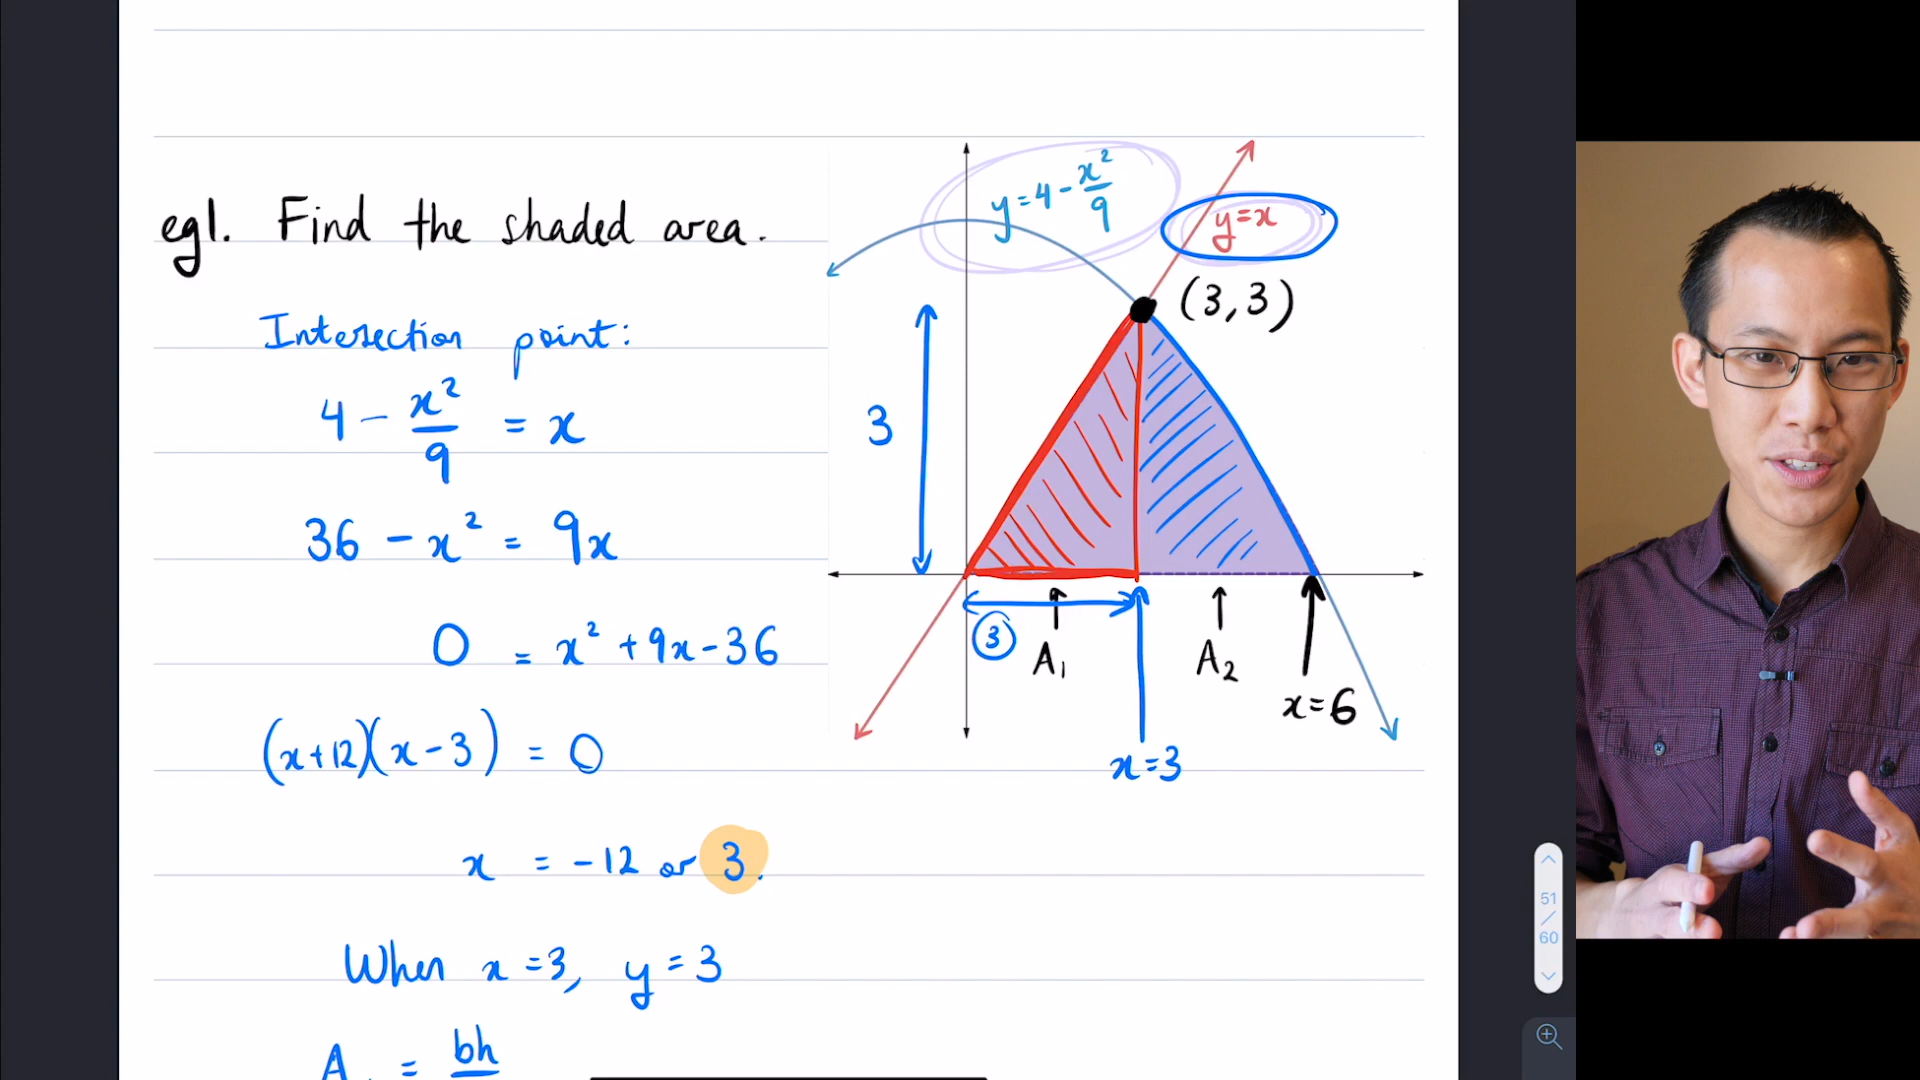 eg1. Find the shaded area.
Intersection point:
4 - x²/9 = x
36 - x² = 9x
0 = x² + 9x - 36
(x+12)(x-3) = 0
x = -12 or 3.
When x=3, y=3
A = bh
y=4-x²/9
y=x
(3,3)
3
3
A₁
A₂
x=6
x=3
51
/
60